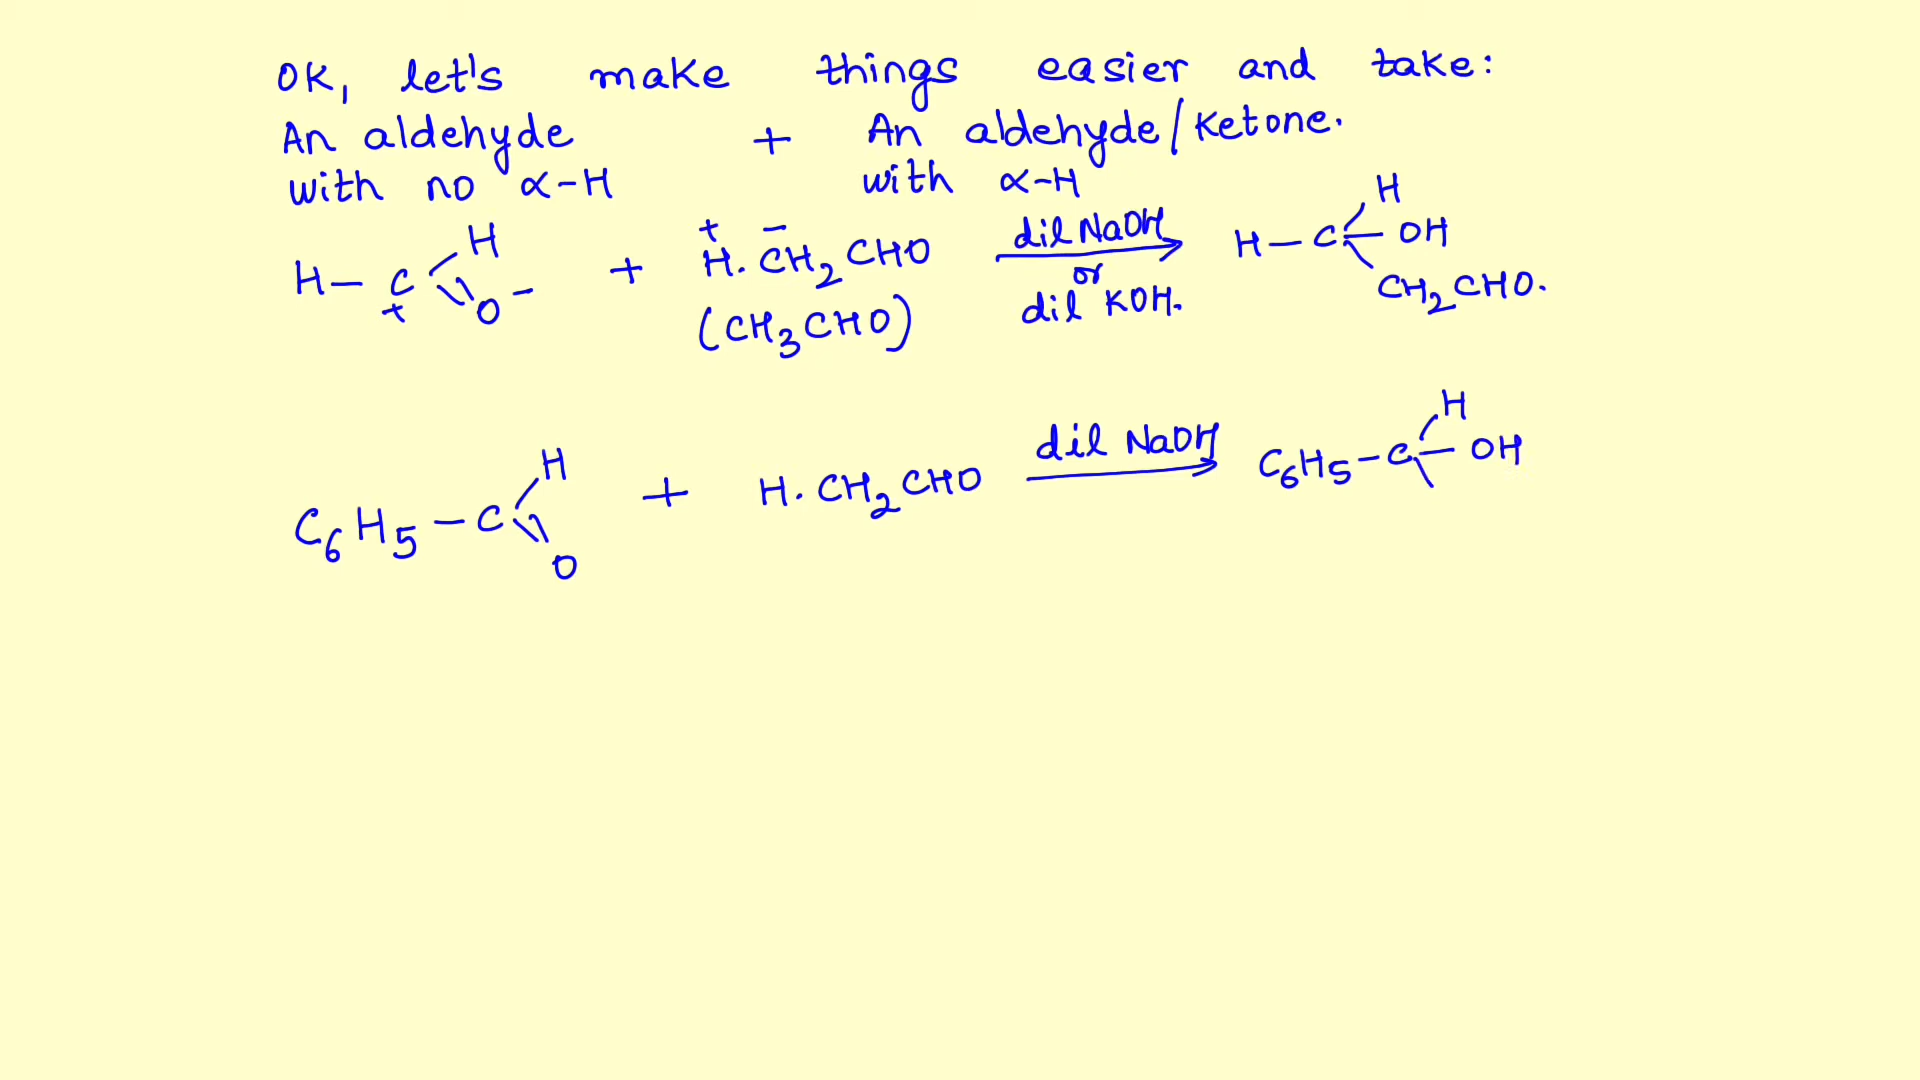 OK, let's make things easier and take:
An aldehyde + An aldehyde/Ketone.
with no α-H with α-H
H
H
+ − dil NaOH
H-C + H.CH2CHO H-C-OH
+ O − or
(CH3CHO) dil KOH. CH2CHO.
H
H dil NaOH
C6H5-C + H.CH2CHO C6H5-C-OH
O